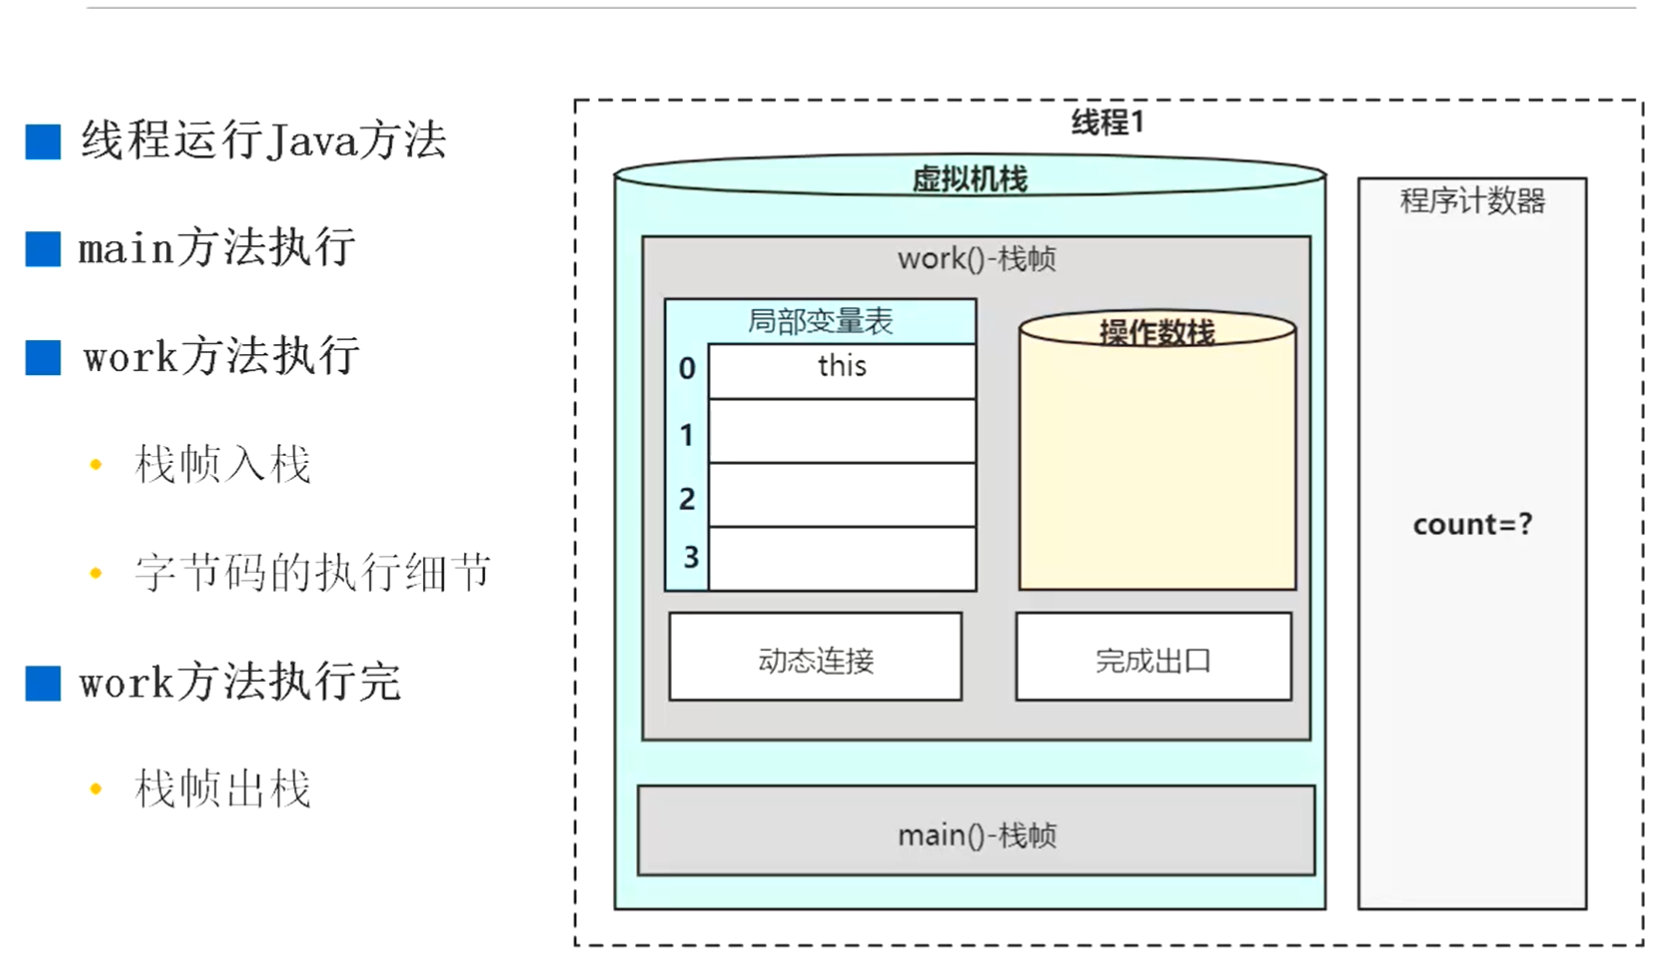 线程运行Java方法
main方法执行
work方法执行
栈帧入栈
字节码的执行细节
work方法执行完
栈帧出栈
线程1
虚拟机栈
work()-栈帧
局部变量表
0 this
1
2
3
操作数栈
动态连接
完成出口
main()-栈帧
程序计数器
count=?